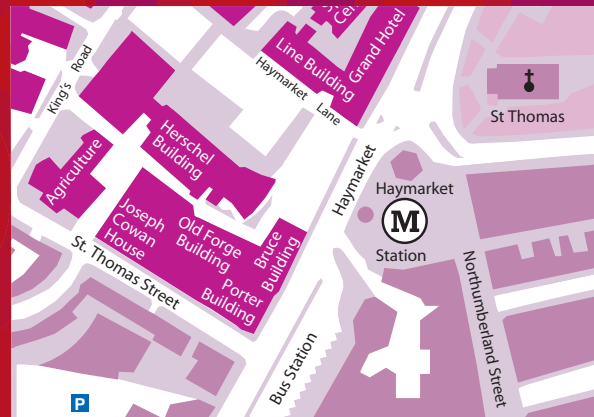 King's Road
S
Cen
Line Building
Grand Hotel
Haymarket Lane
St Thomas
Herschel
Building
Haymarket
Agriculture
Haymarket
M
Station
Joseph
Cowan
House
Old Forge
Building
Bruce
Building
Porter
Building
St. Thomas Street
Northumberland Street
Bus Station
P